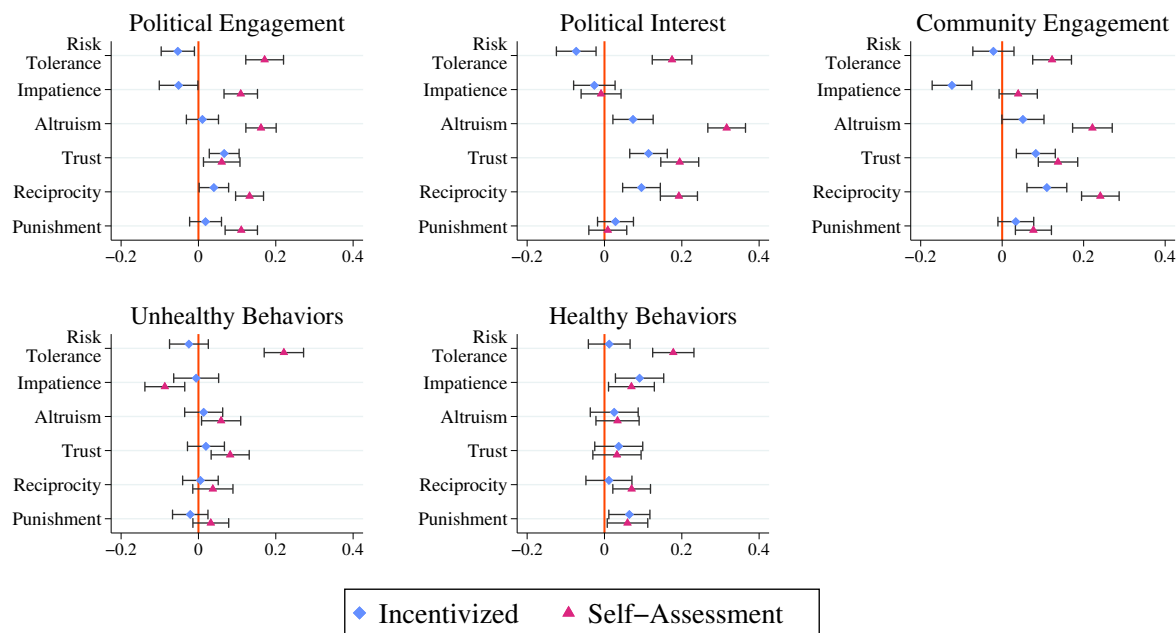 Political Engagement
Risk
Tolerance
Impatience
Altruism
Trust
Reciprocity
Punishment
−0.2 0 0.2 0.4
Political Interest
Risk
Tolerance
Impatience
Altruism
Trust
Reciprocity
Punishment
−0.2 0 0.2 0.4
Community Engagement
Risk
Tolerance
Impatience
Altruism
Trust
Reciprocity
Punishment
−0.2 0 0.2 0.4
Unhealthy Behaviors
Risk
Tolerance
Impatience
Altruism
Trust
Reciprocity
Punishment
−0.2 0 0.2 0.4
Healthy Behaviors
Risk
Tolerance
Impatience
Altruism
Trust
Reciprocity
Punishment
−0.2 0 0.2 0.4
Incentivized Self−Assessment